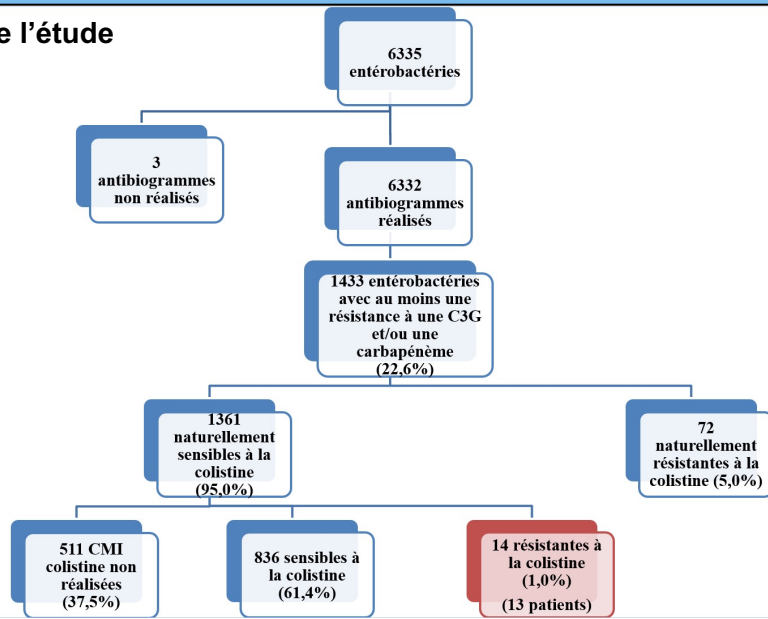 e l’étude
6335
entérobactéries
3
antibiogrammes
non réalisés
6332
antibiogrammes
réalisés
1433 entérobactéries
avec au moins une
résistance à une C3G
et/ou une
carbapénème
(22,6%)
1361
naturellement
sensibles à la
colistine
(95,0%)
72
naturellement
résistantes à la
colistine (5,0%)
511 CMI
colistine non
réalisées
(37,5%)
836 sensibles à
la colistine
(61,4%)
14 résistantes à
la colistine
(1,0%)
(13 patients)